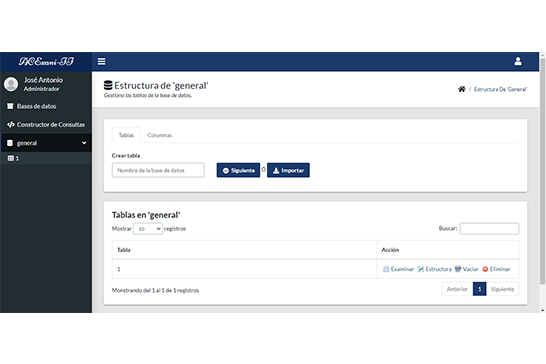 ACExani-II
José Antonio
Administrador
Bases de datos
Constructor de Consultas
general
1
Estructura de 'general'
Gestiona las tablas de la base de datos.
/ Estructura De 'General'
Tablas Columnas
Crear tabla
Nombre de la base de datos Siguiente Ó Importar
Tablas en 'general'
Mostrar 10 registros Buscar:
Tabla Acción
1 Examinar Estructura Vaciar Eliminar
Monstrando del 1 al 1 de 1 registros Anterior 1 Siguiente